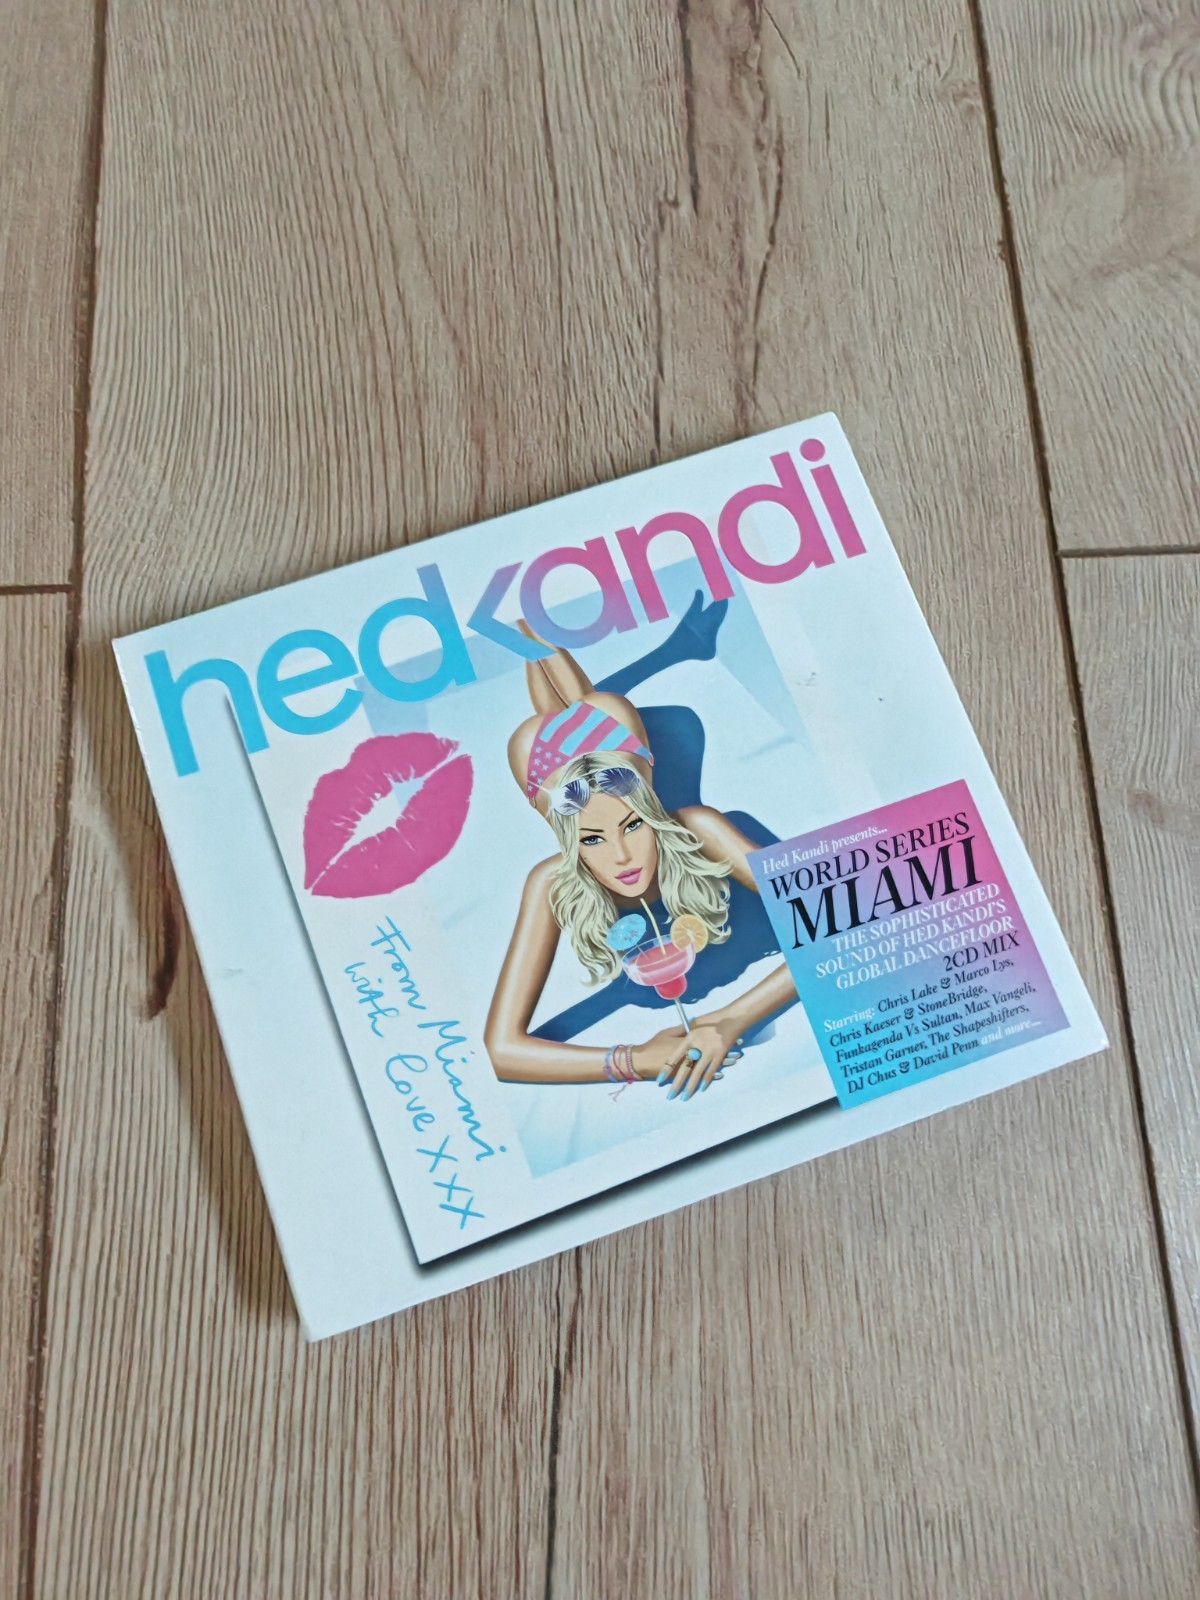 hedkandi
From Miami
with love xxx
Hed Kandi presents...
WORLD SERIES
MIAMI
THE SOPHISTICATED
SOUND OF HED KANDI'S
GLOBAL DANCEFLOOR
2CD MIX
Starring: Chris Lake & Marco Lys,
Chris Kaeser & StoneBridge,
Funkagenda Vs Sultan, Max Vangeli,
Tristan Garner, The Shapeshifters,
DJ Chus & David Penn and more...